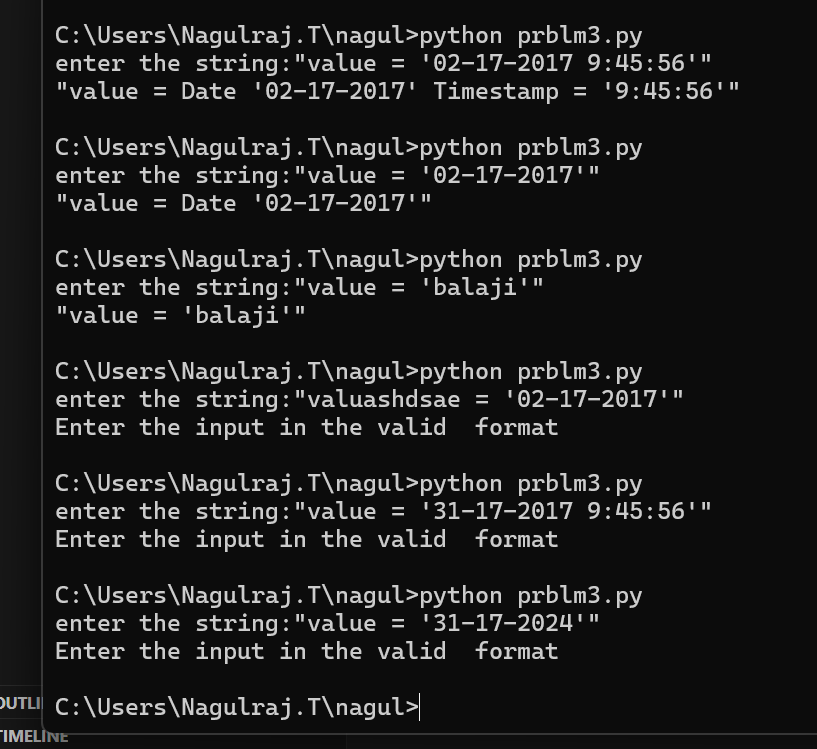 C:\Users\Nagulraj.T\nagul>python prblm3.py
enter the string:"value = '02-17-2017 9:45:56'"
"value = Date '02-17-2017' Timestamp = '9:45:56'"
C:\Users\Nagulraj.T\nagul>python prblm3.py
enter the string:"value = '02-17-2017'"
"value = Date '02-17-2017'"
C:\Users\Nagulraj.T\nagul>python prblm3.py
enter the string:"value = 'balaji'"
"value = 'balaji'"
C:\Users\Nagulraj.T\nagul>python prblm3.py
enter the string:"valuashdsae = '02-17-2017'"
Enter the input in the valid  format
C:\Users\Nagulraj.T\nagul>python prblm3.py
enter the string:"value = '31-17-2017 9:45:56'"
Enter the input in the valid  format
C:\Users\Nagulraj.T\nagul>python prblm3.py
enter the string:"value = '31-17-2024'"
Enter the input in the valid  format
C:\Users\Nagulraj.T\nagul>
OUTLI
TIMELINE